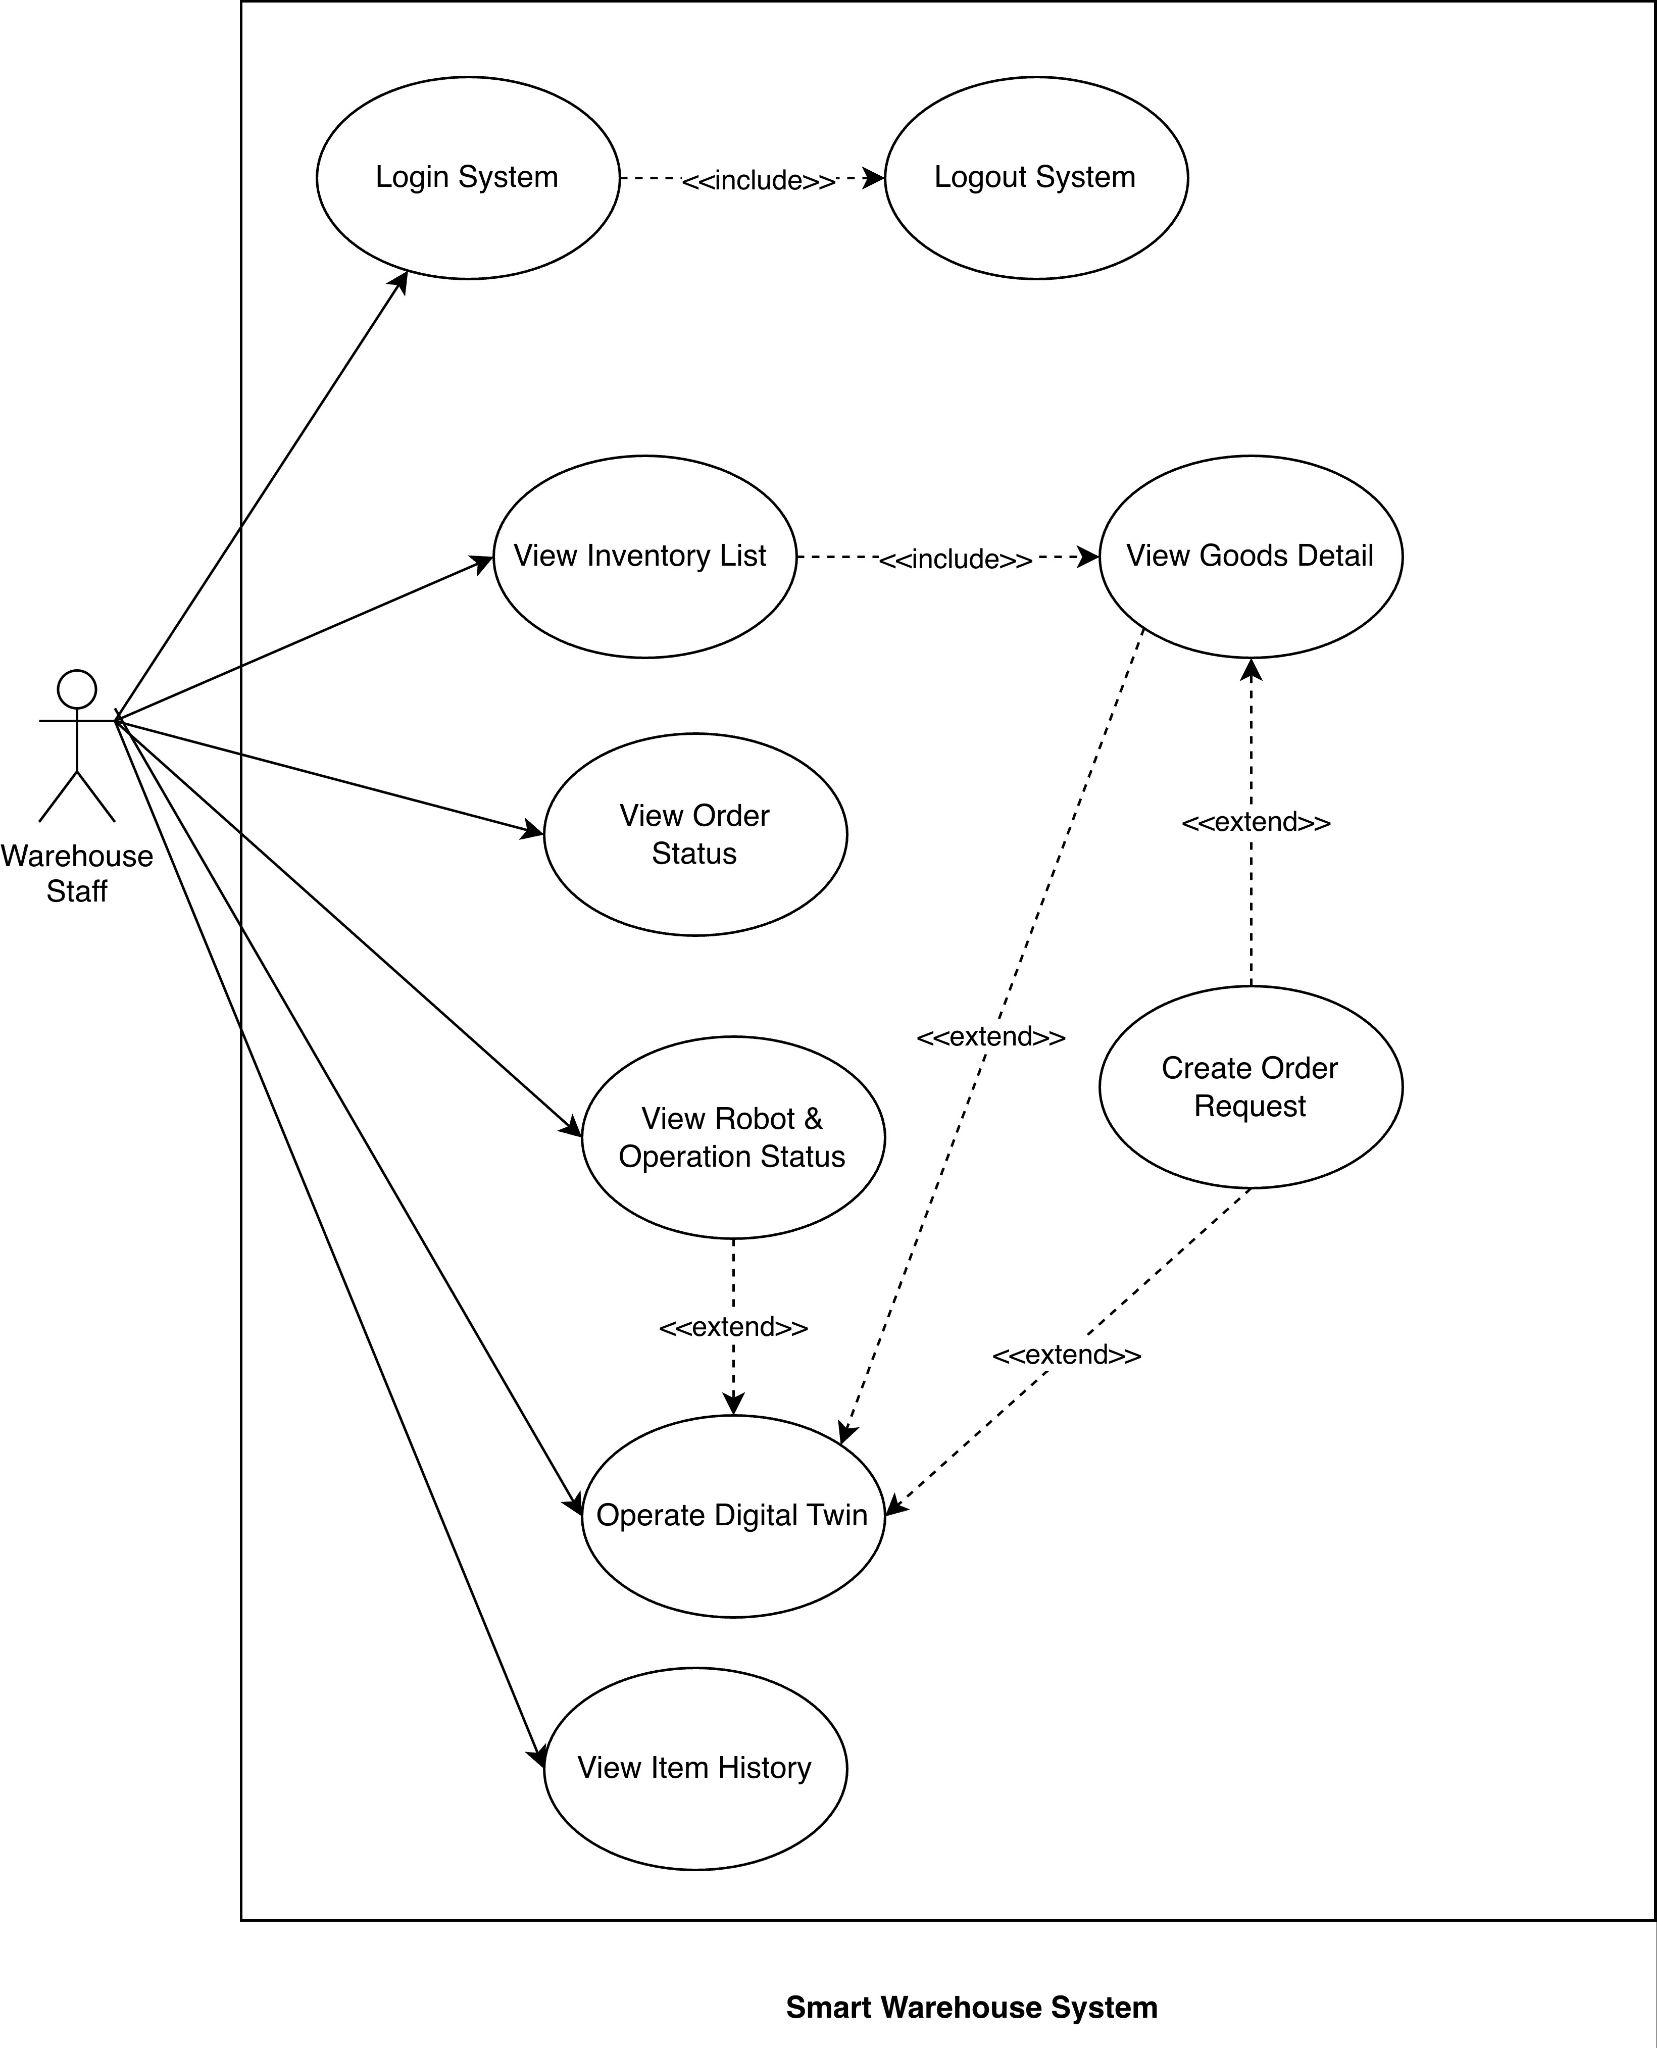 Login System
<<include>>
Logout System
View Inventory List
<<include>>
View Goods Detail
Warehouse
Staff
View Order
Status
<<extend>>
<<extend>>
Create Order
Request
View Robot &
Operation Status
<<extend>>
<<extend>>
Operate Digital Twin
View Item History
Smart Warehouse System